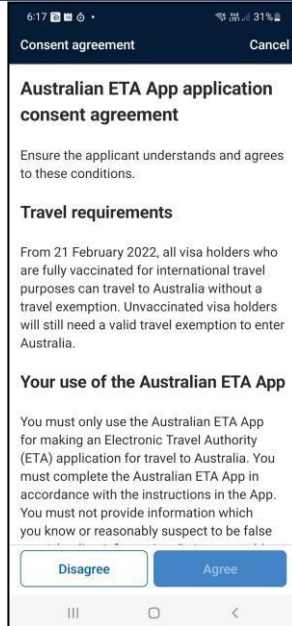 6:17
31%
Consent agreement Cancel
Australian ETA App application
consent agreement
Ensure the applicant understands and agrees
to these conditions.
Travel requirements
From 21 February 2022, all visa holders who
are fully vaccinated for international travel
purposes can travel to Australia without a
travel exemption. Unvaccinated visa holders
will still need a valid travel exemption to enter
Australia.
Your use of the Australian ETA App
You must only use the Australian ETA App
for making an Electronic Travel Authority
(ETA) application for travel to Australia. You
must complete the Australian ETA App in
accordance with the instructions in the App.
You must not provide information which
you know or reasonably suspect to be false
Disagree Agree